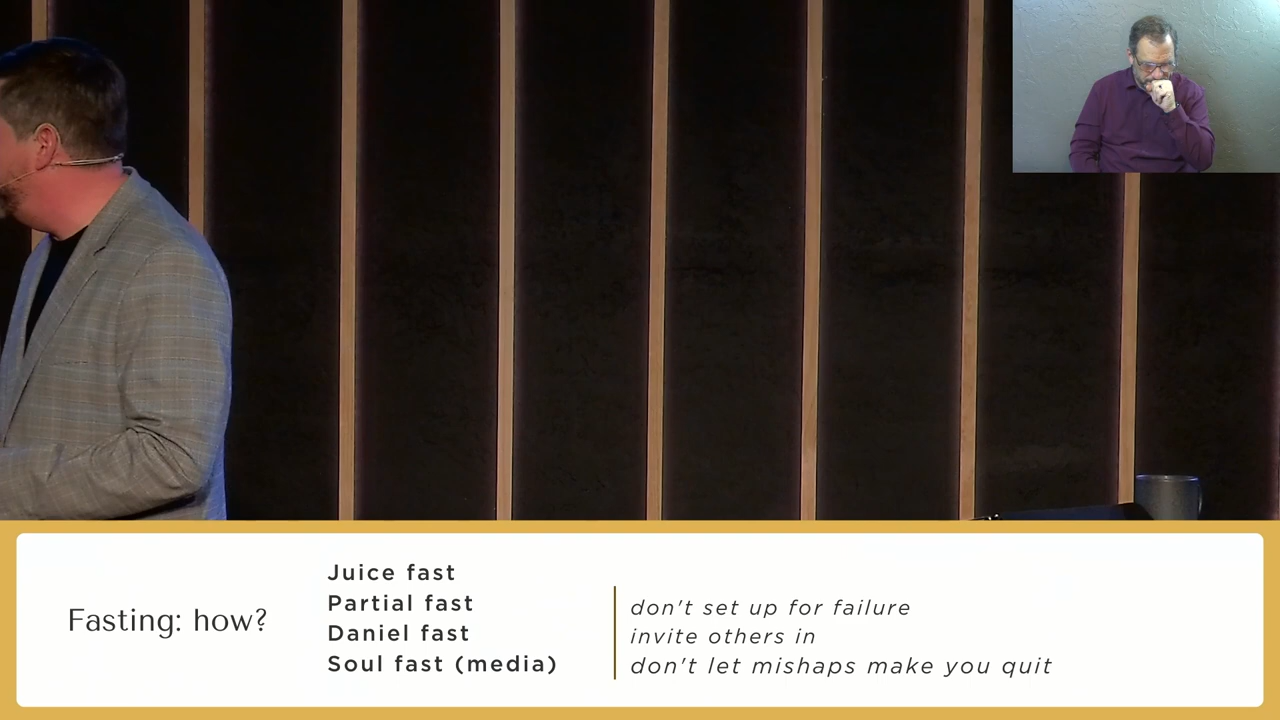 Fasting: how?
Juice fast
Partial fast
Daniel fast
Soul fast (media)
don't set up for failure
invite others in
don't let mishaps make you quit